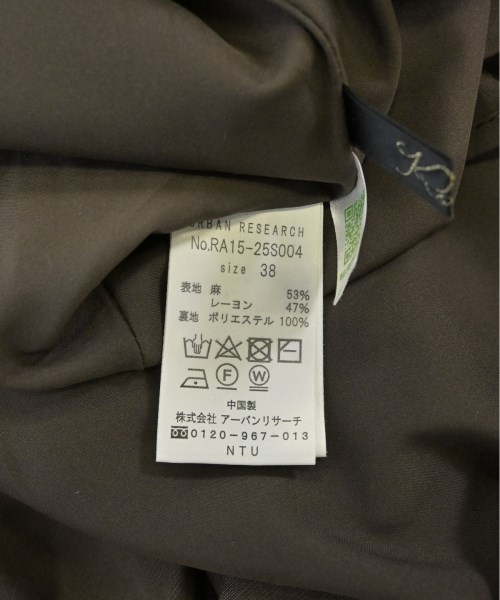 URBAN RESEARCH
No.RA15-25S004
size 38
表地 麻 53%
レーヨン 47%
裏地 ポリエステル 100%
F W
中国製
株式会社 アーバンリサーチ
0120-967-013
NTU